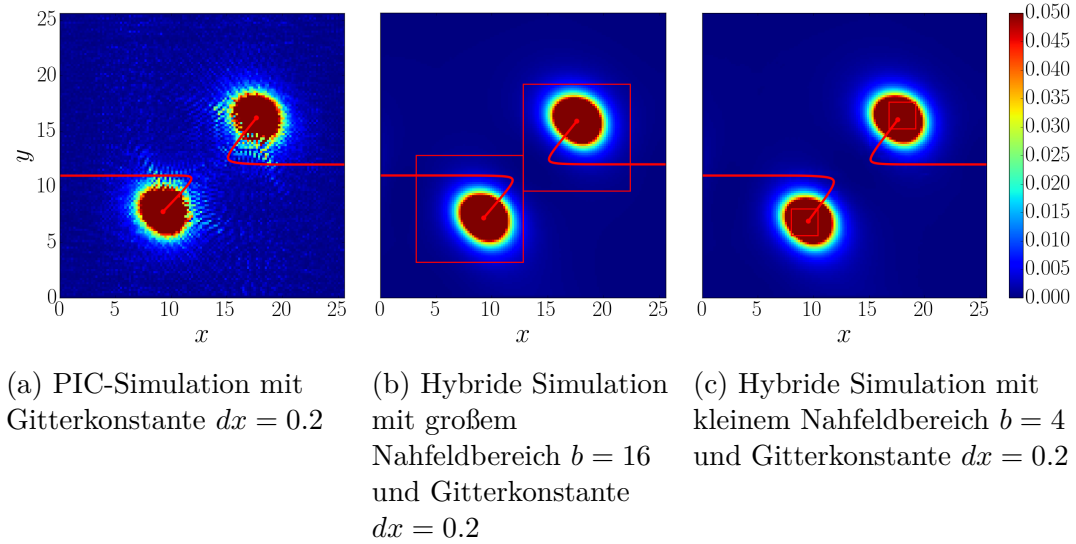 25
20
15
10
5
0
y
0 5 10 15 20 25
x
0 5 10 15 20 25
x
0 5 10 15 20 25
x
0.050
0.045
0.040
0.035
0.030
0.025
0.020
0.015
0.010
0.005
0.000
(a) PIC-Simulation mit
Gitterkonstante dx = 0.2
(b) Hybride Simulation
mit großem
Nahfeldbereich b = 16
und Gitterkonstante
dx = 0.2
(c) Hybride Simulation mit
kleinem Nahfeldbereich b = 4
und Gitterkonstante dx = 0.2